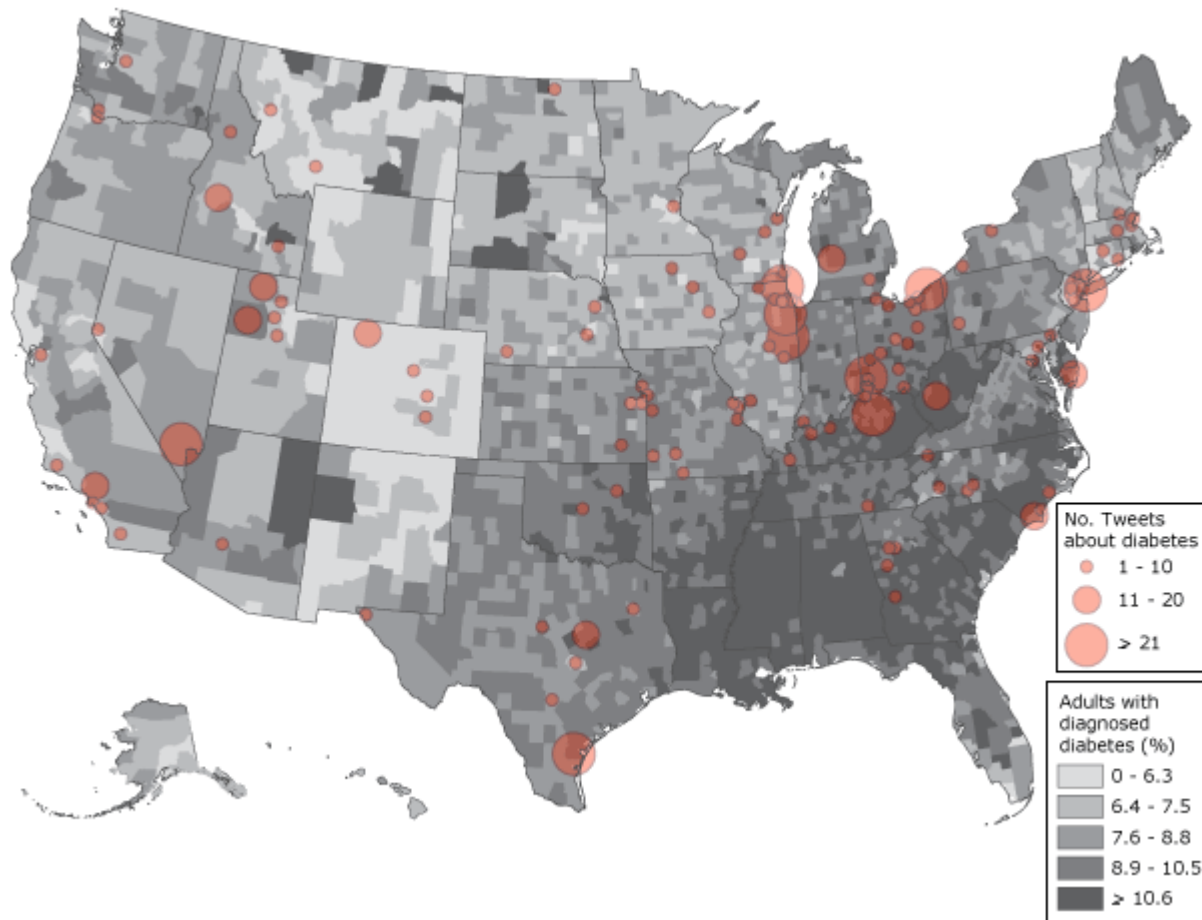 No. Tweets
about diabetes
1 - 10
11 - 20
≥ 21
Adults with
diagnosed
diabetes (%)
0 - 6.3
6.4 - 7.5
7.6 - 8.8
8.9 - 10.5
≥ 10.6